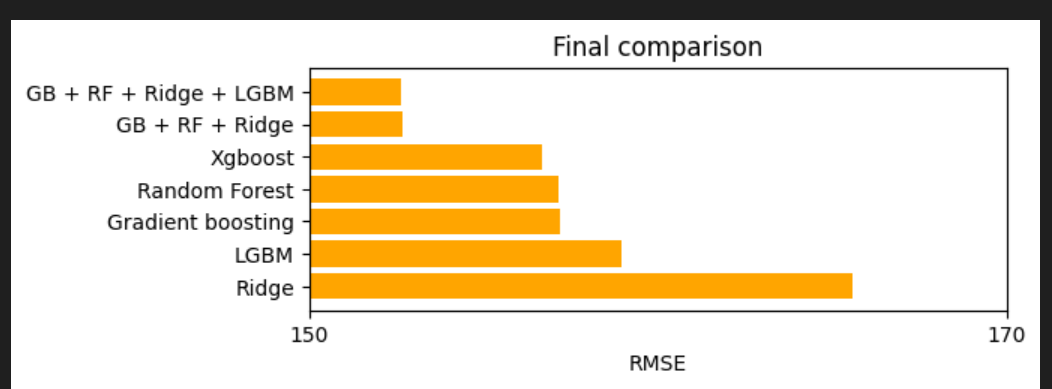 Final comparison
GB + RF + Ridge + LGBM
GB + RF + Ridge
Xgboost
Random Forest
Gradient boosting
LGBM
Ridge
150
170
RMSE